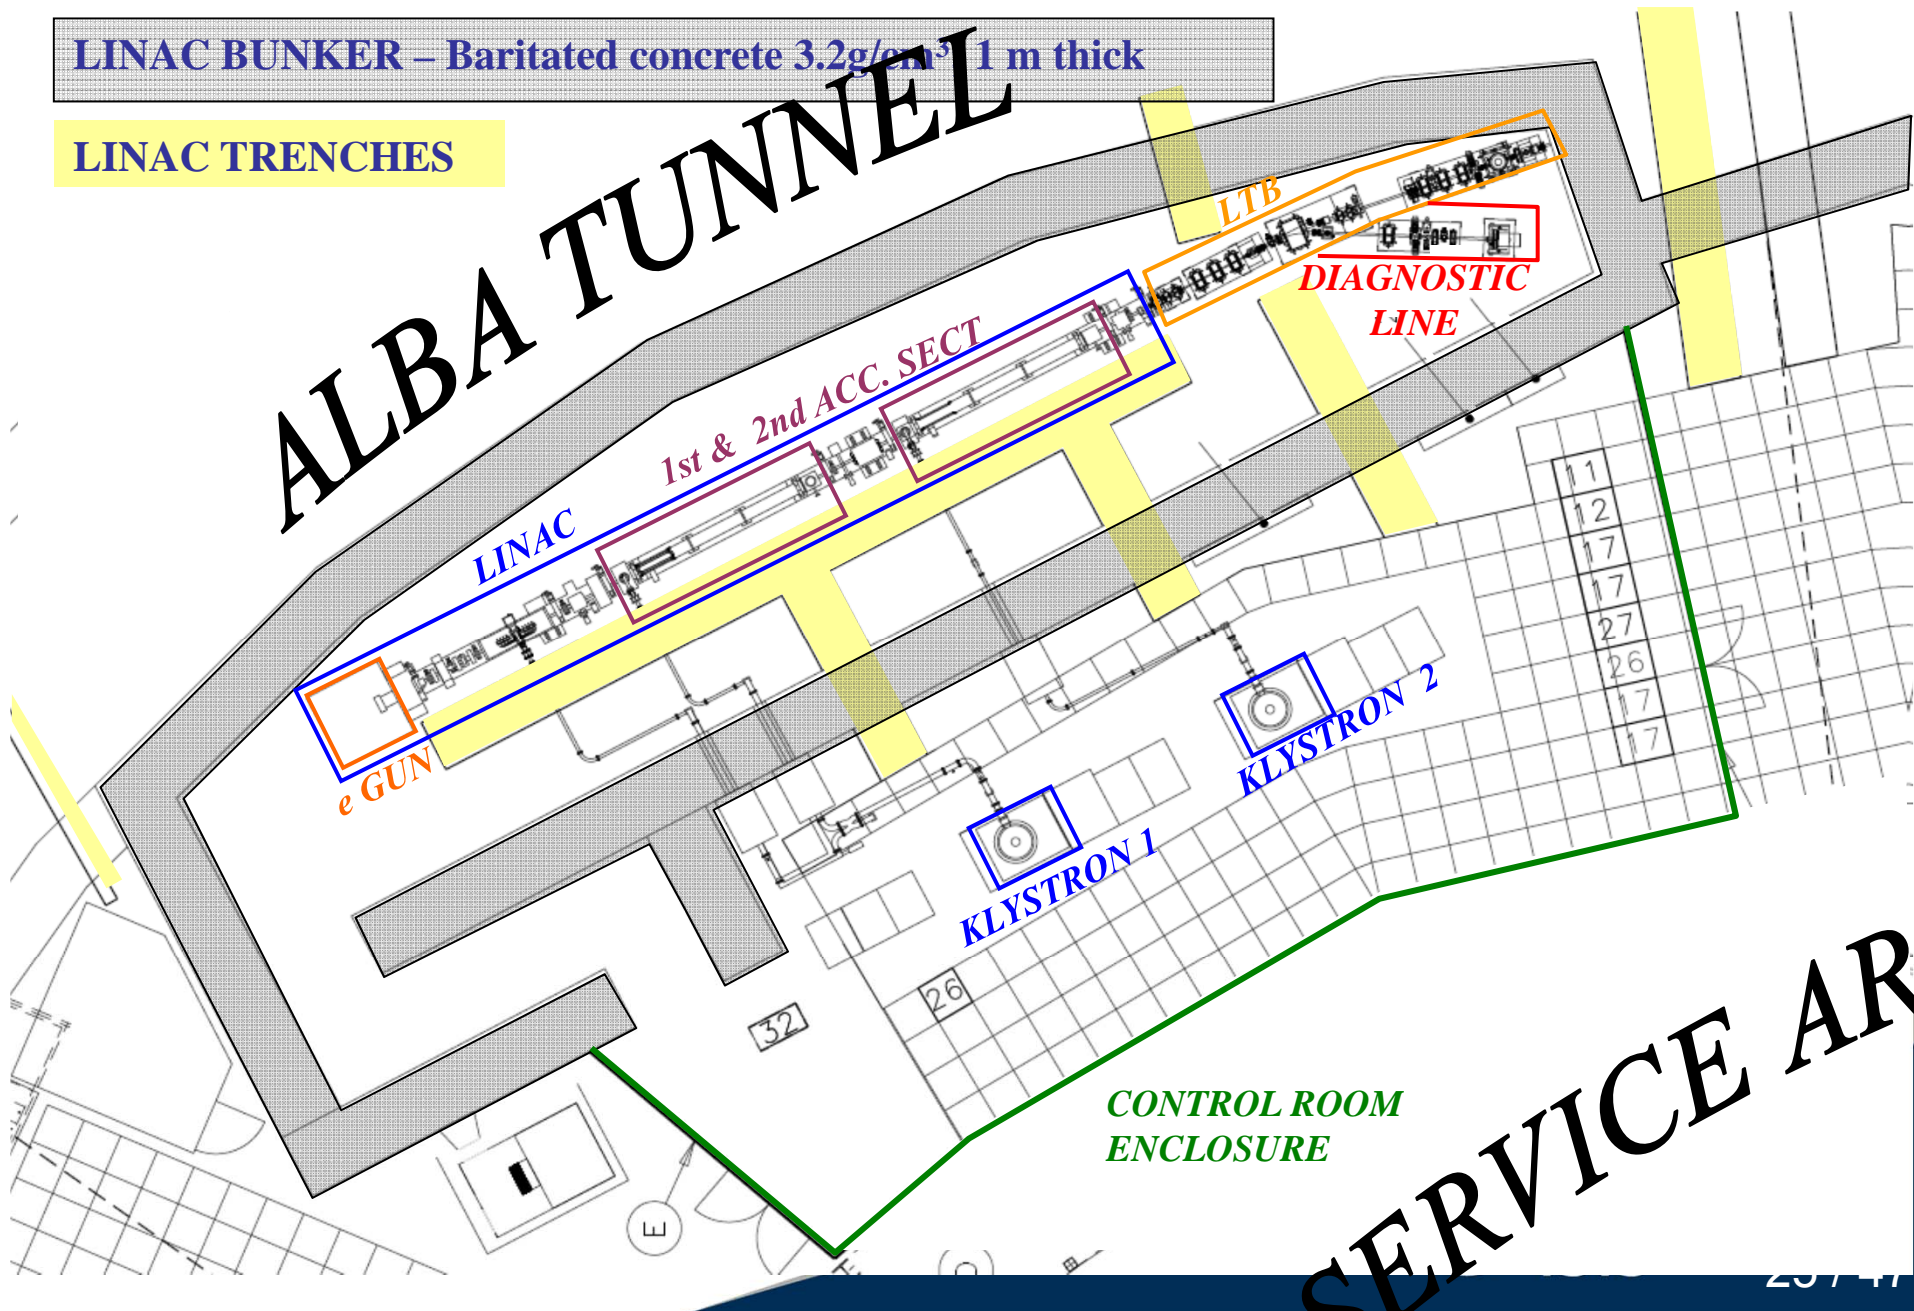 LINAC BUNKER – Baritated concrete 3.2g/cm³ 1 m thick
LINAC TRENCHES
ALBA TUNNEL
LTB
DIAGNOSTIC
LINE
1st & 2nd ACC. SECT
LINAC
e GUN
11
12
17
17
27
26
17
17
KLYSTRON 2
KLYSTRON 1
26
32
CONTROL ROOM
ENCLOSURE
E
SERVICE AR